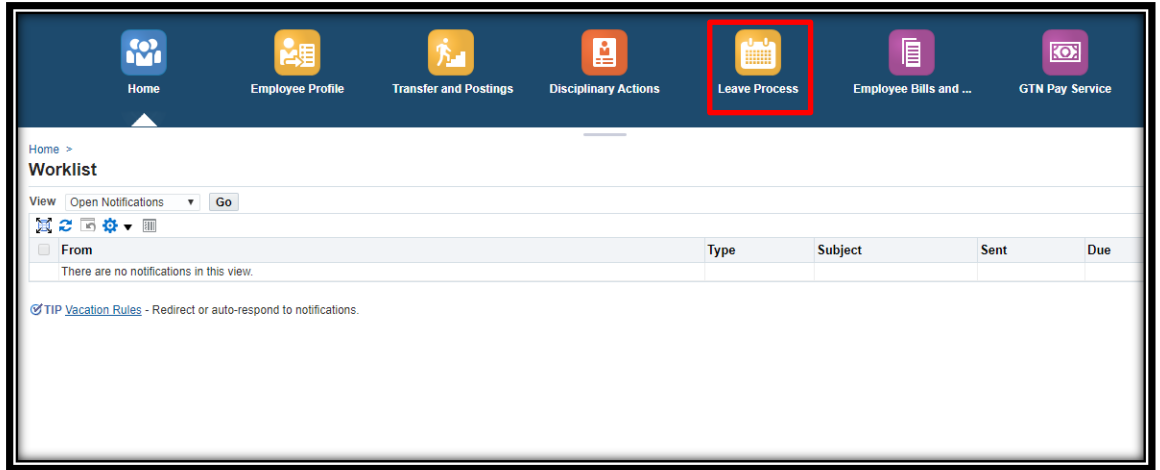 Home
Employee Profile
Transfer and Postings
Disciplinary Actions
Leave Process
Employee Bills and ...
GTN Pay Service
Home >
Worklist
View Open Notifications Go
From Type Subject Sent Due
There are no notifications in this view.
TIP Vacation Rules - Redirect or auto-respond to notifications.